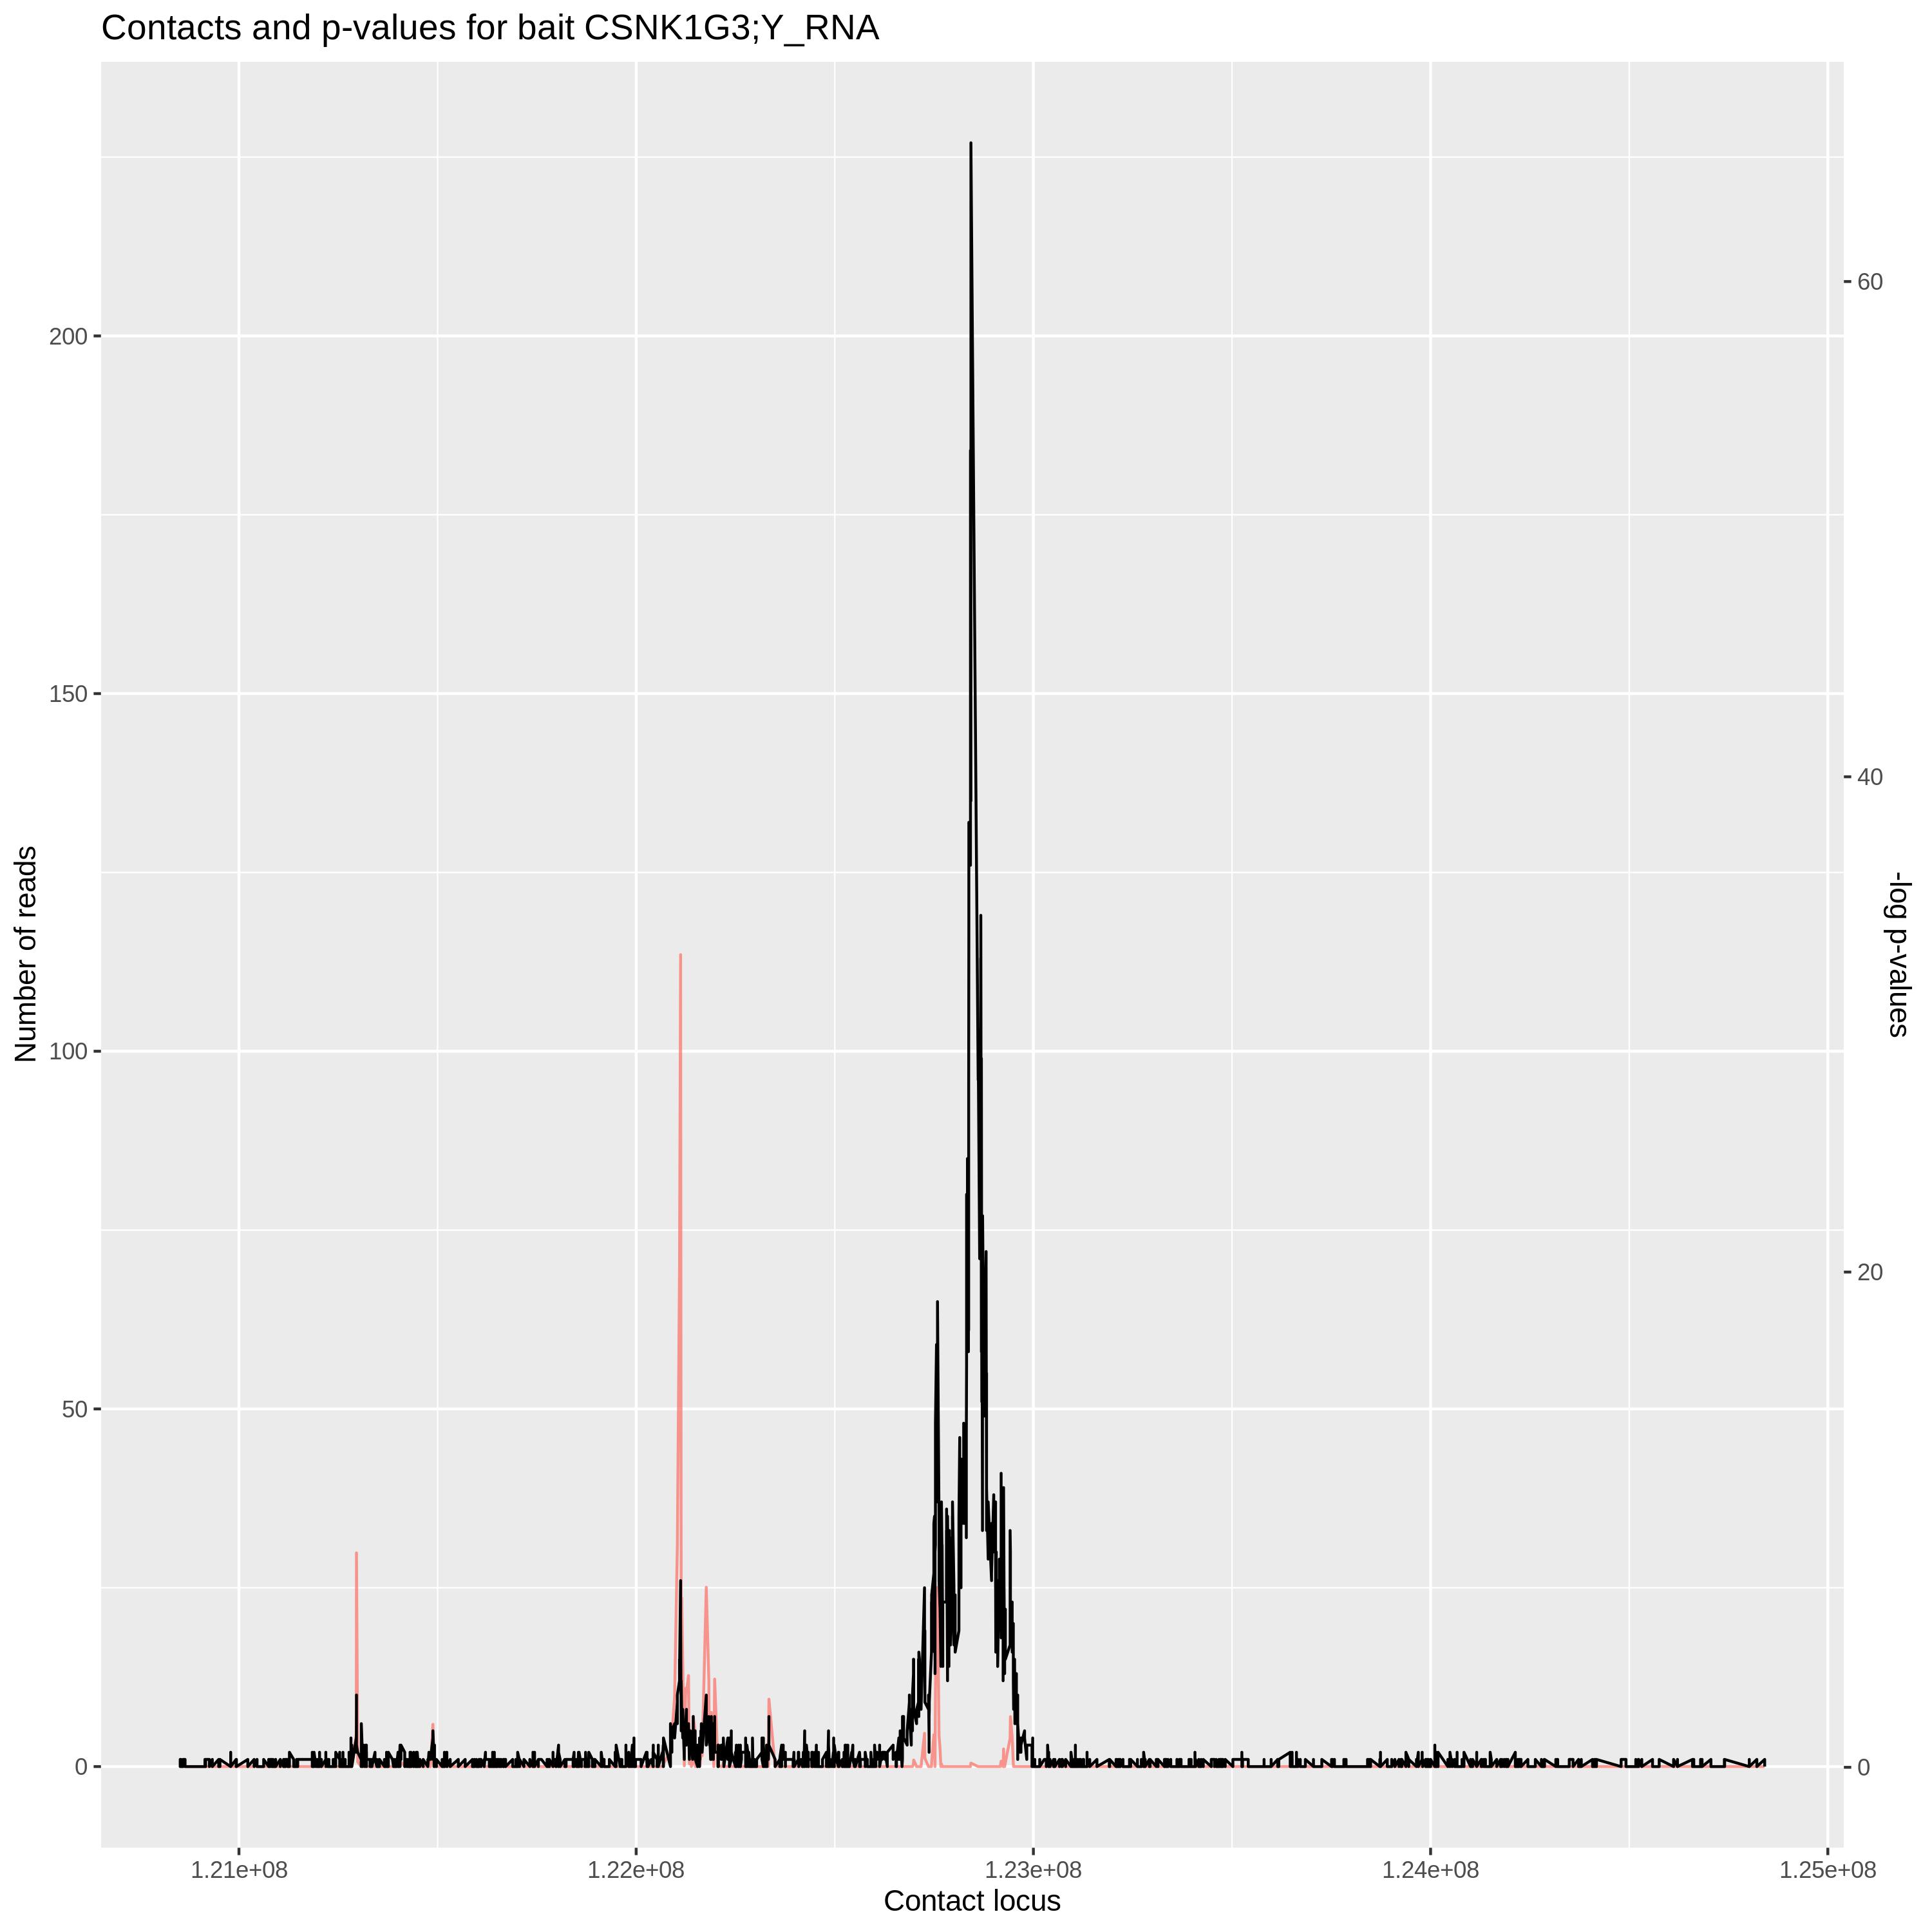 Contacts and p-values for bait CSNK1G3;Y_RNA
Number of reads
200
150
100
50
0
60
40
20
0
-log p-values
1.21e+08 1.22e+08 1.23e+08 1.24e+08 1.25e+08
Contact locus